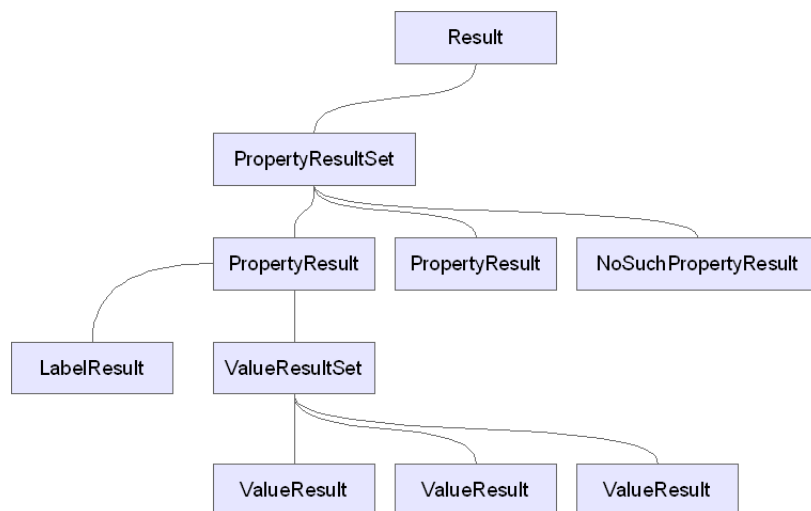 Result
PropertyResultSet
PropertyResult
PropertyResult
NoSuchPropertyResult
LabelResult
ValueResultSet
ValueResult
ValueResult
ValueResult